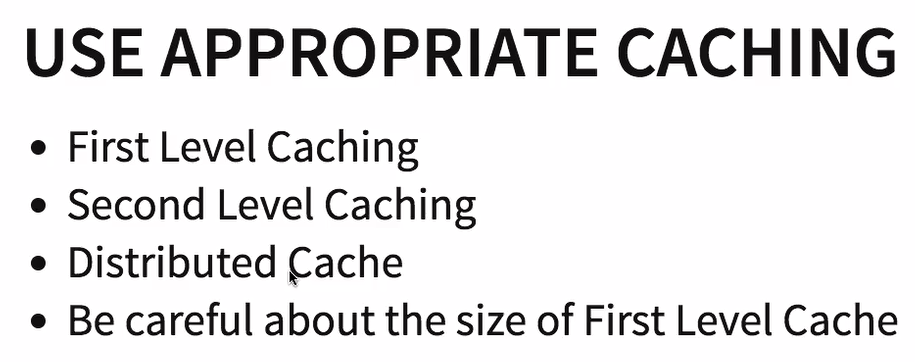 USE APPROPRIATE CACHING
• First Level Caching
• Second Level Caching
• Distributed Cache
• Be careful about the size of First Level Cache